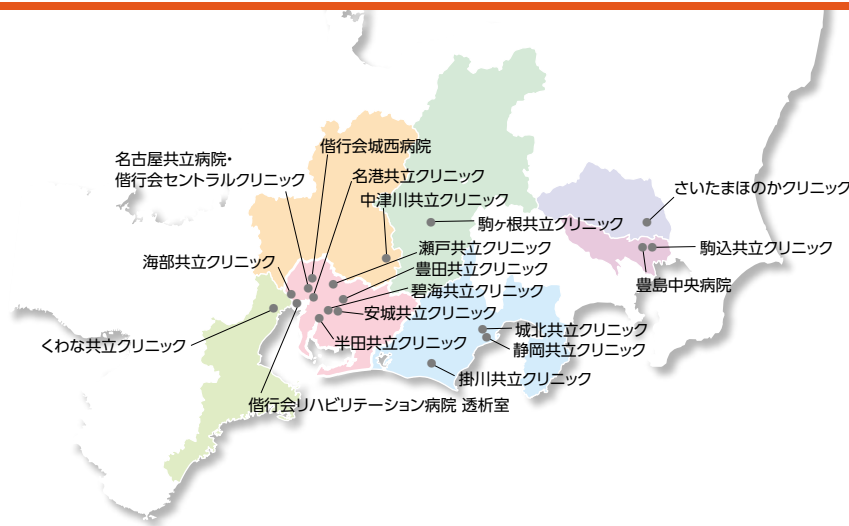 偕行会城西病院
名古屋共立病院・
偕行会セントラルクリニック
名港共立クリニック
中津川共立クリニック
さいたまほのかクリニック
駒ヶ根共立クリニック
瀬戸共立クリニック
駒込共立クリニック
海部共立クリニック
豊田共立クリニック
豊島中央病院
碧海共立クリニック
安城共立クリニック
城北共立クリニック
くわな共立クリニック
半田共立クリニック
静岡共立クリニック
掛川共立クリニック
偕行会リハビリテーション病院 透析室